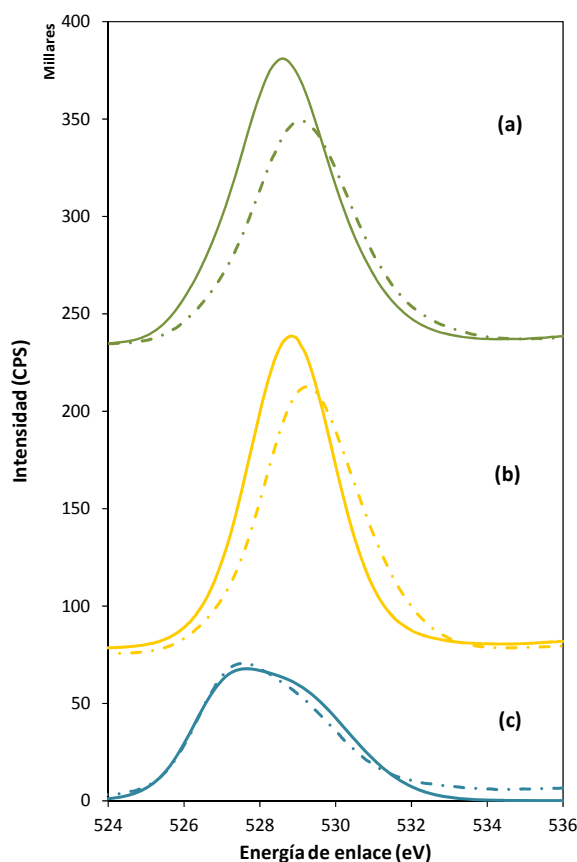 Millares
400
350
300
250
200
150
100
50
0
Intensidad (CPS)
(a)
(b)
(c)
524 526 528 530 532 534 536
Energía de enlace (eV)